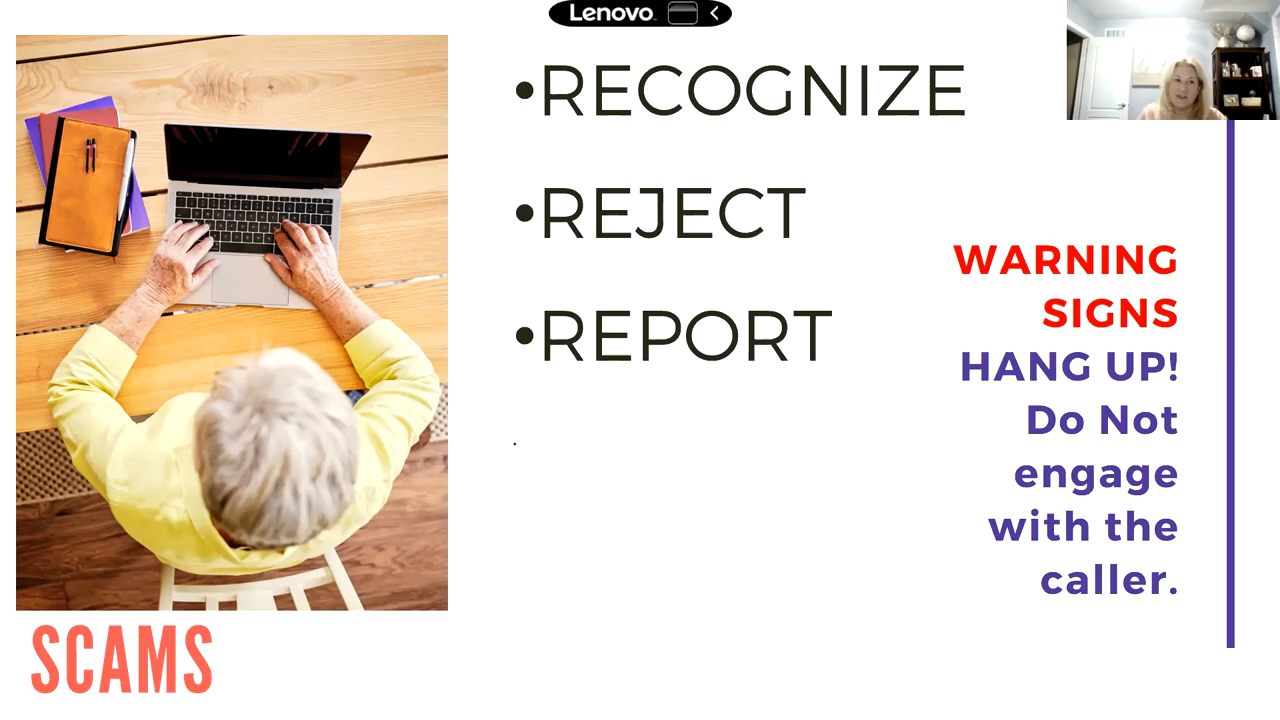 Lenovo
•RECOGNIZE
•REJECT
•REPORT
WARNING
SIGNS
HANG UP!
Do Not
engage
with the
caller.
SCAMS